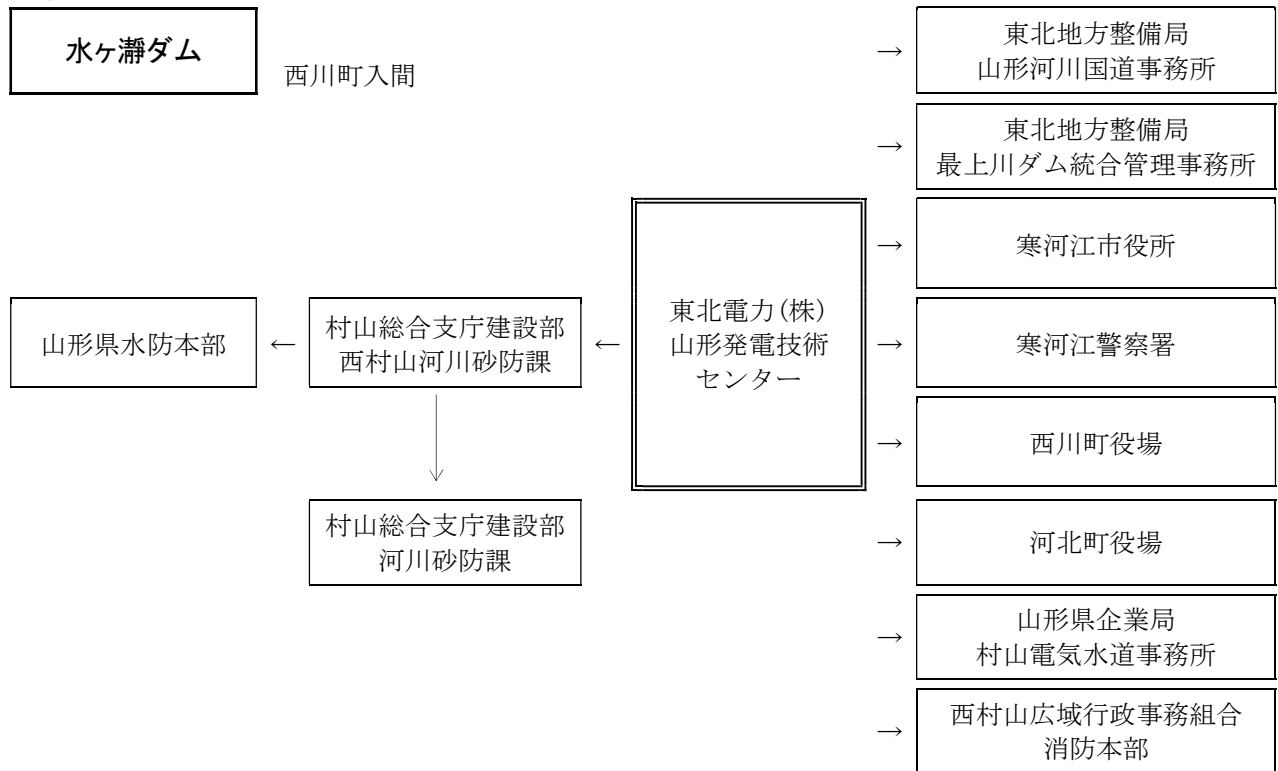 水ヶ瀞ダム
西川町入間
→
東北地方整備局
山形河川国道事務所
→
東北地方整備局
最上川ダム統合管理事務所
→
寒河江市役所
山形県水防本部
←
村山総合支庁建設部
西村山河川砂防課
←
東北電力(株)
山形発電技術
センター
→
寒河江警察署
→
西川町役場
村山総合支庁建設部
河川砂防課
→
河北町役場
→
山形県企業局
村山電気水道事務所
→
西村山広域行政事務組合
消防本部